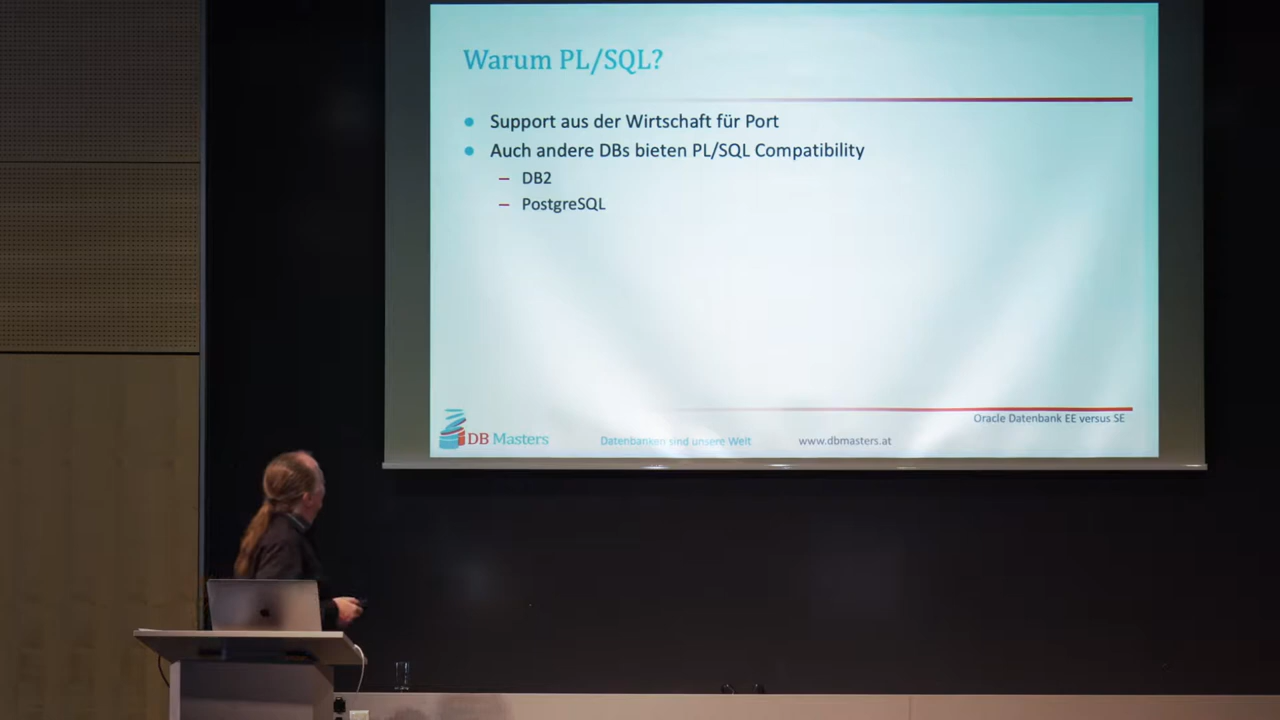 Warum PL/SQL?
Support aus der Wirtschaft für Port
Auch andere DBs bieten PL/SQL Compatibility
– DB2
– PostgreSQL
Oracle Datenbank EE versus SE
DB Masters
Datenbanken sind unsere Welt
www.dbmasters.at